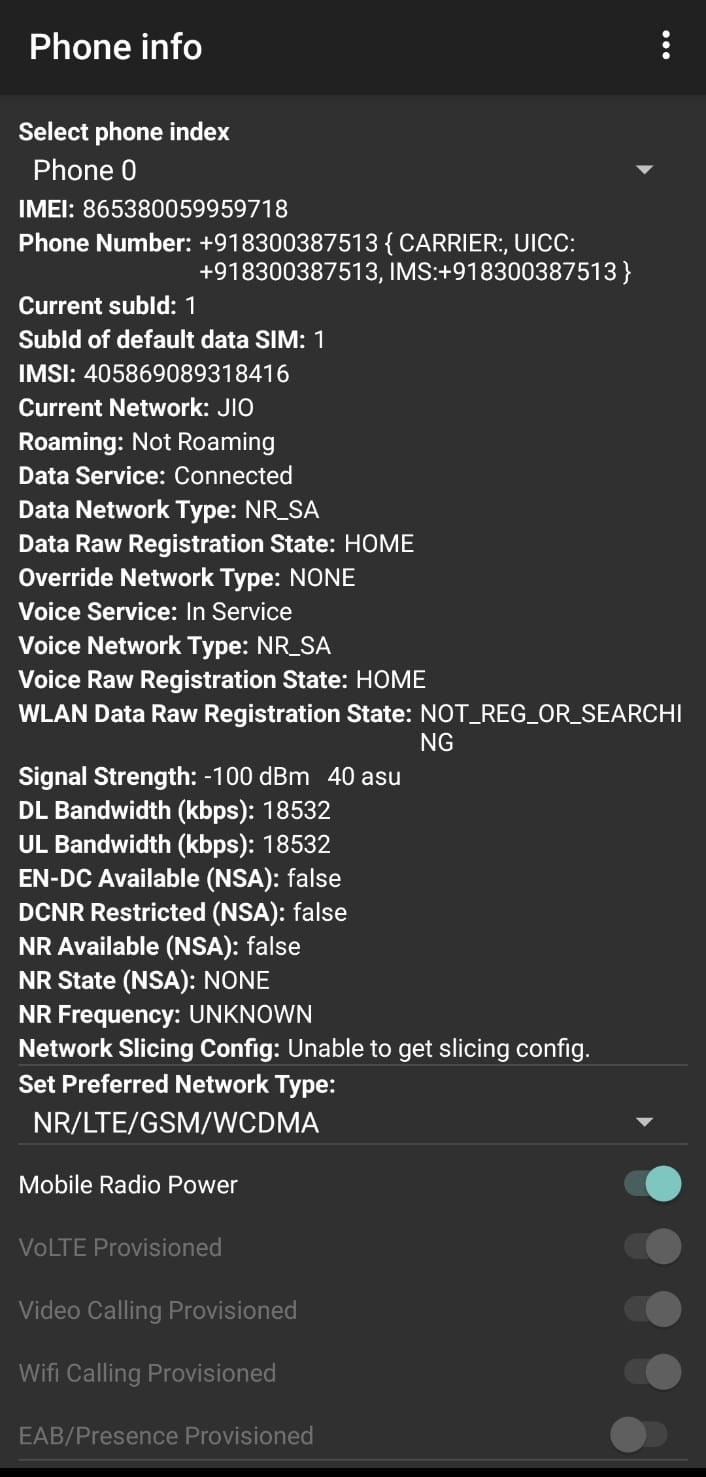 Phone info
Select phone index
Phone 0
IMEI: 865380059959718
Phone Number: +918300387513 { CARRIER:, UICC:
+918300387513, IMS:+918300387513 }
Current subId: 1
SubId of default data SIM: 1
IMSI: 405869089318416
Current Network: JIO
Roaming: Not Roaming
Data Service: Connected
Data Network Type: NR_SA
Data Raw Registration State: HOME
Override Network Type: NONE
Voice Service: In Service
Voice Network Type: NR_SA
Voice Raw Registration State: HOME
WLAN Data Raw Registration State: NOT_REG_OR_SEARCHI
NG
Signal Strength: -100 dBm 40 asu
DL Bandwidth (kbps): 18532
UL Bandwidth (kbps): 18532
EN-DC Available (NSA): false
DCNR Restricted (NSA): false
NR Available (NSA): false
NR State (NSA): NONE
NR Frequency: UNKNOWN
Network Slicing Config: Unable to get slicing config.
Set Preferred Network Type:
NR/LTE/GSM/WCDMA
Mobile Radio Power
VoLTE Provisioned
Video Calling Provisioned
Wifi Calling Provisioned
EAB/Presence Provisioned